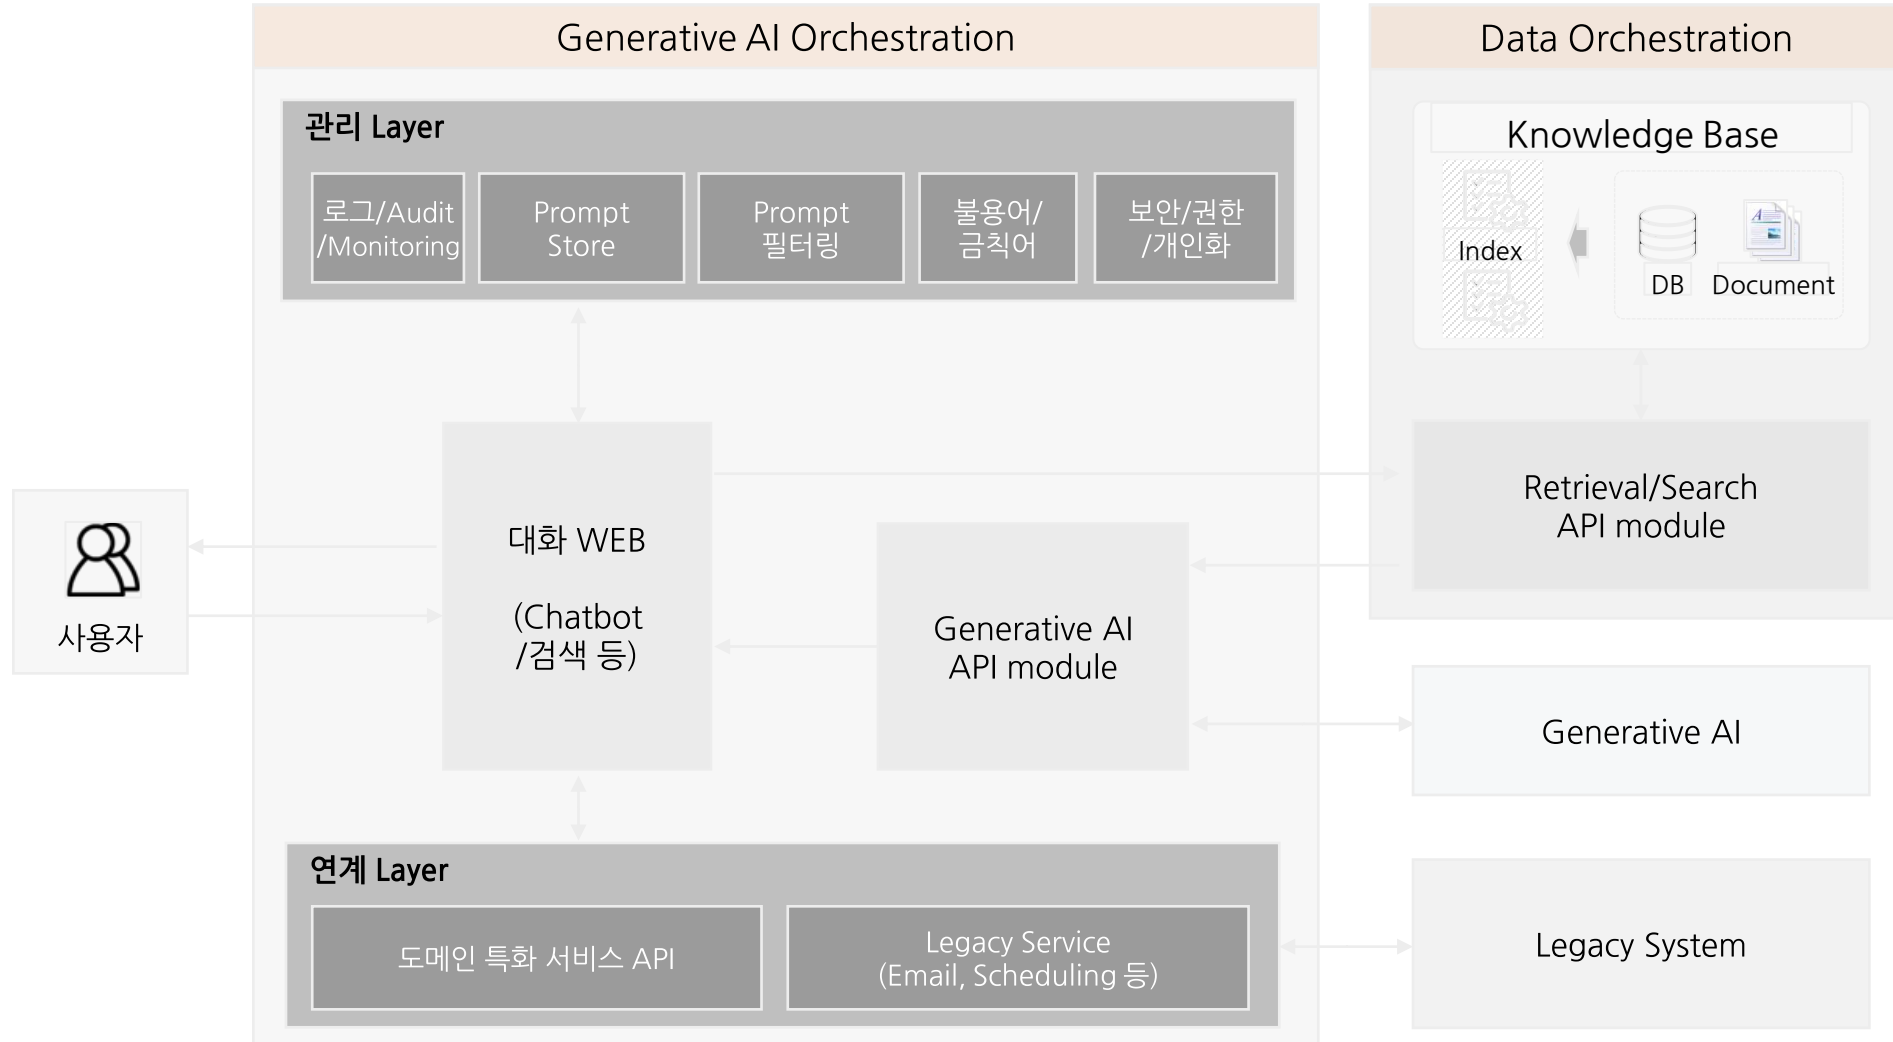 Generative AI Orchestration
관리 Layer
로그/Audit
/Monitoring
Prompt
Store
Prompt
필터링
불용어/
금칙어
보안/권한
/개인화
사용자
대화 WEB
(Chatbot
/검색 등)
Generative AI
API module
연계 Layer
도메인 특화 서비스 API
Legacy Service
(Email, Scheduling 등)
Data Orchestration
Knowledge Base
Index
DB
Document
Retrieval/Search
API module
Generative AI
Legacy System